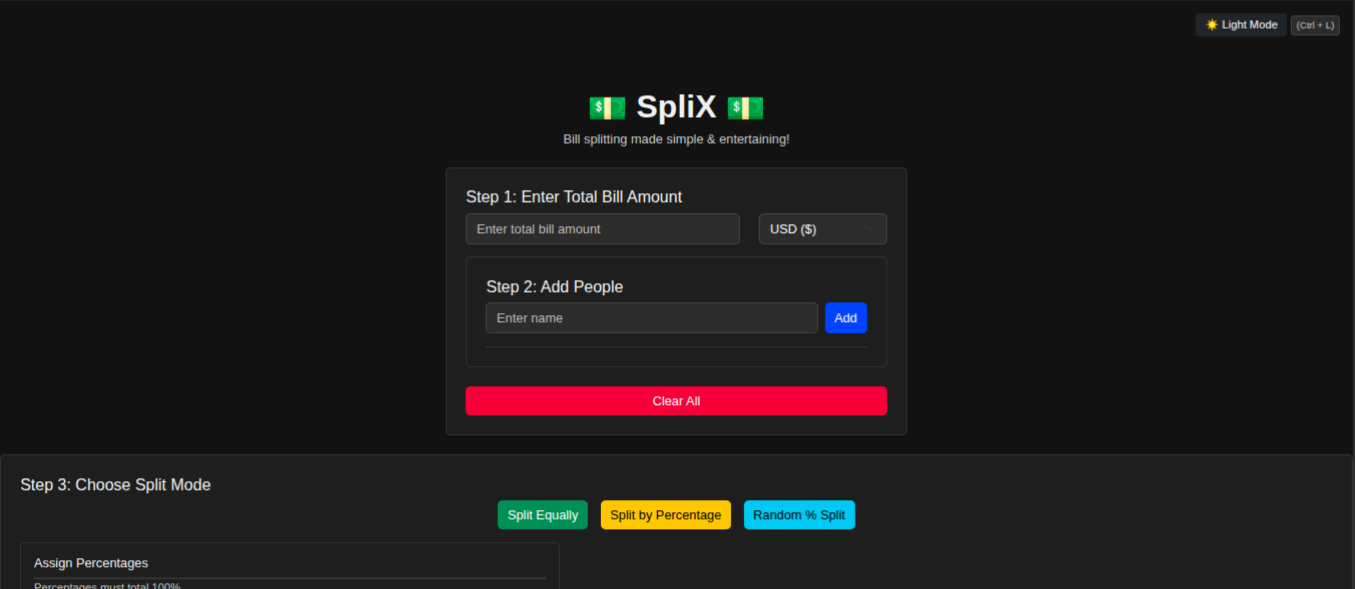 Light Mode (Ctrl + L)
SpliX
Bill splitting made simple & entertaining!
Step 1: Enter Total Bill Amount
Enter total bill amount USD ($)
Step 2: Add People
Enter name Add
Clear All
Step 3: Choose Split Mode
Split Equally Split by Percentage Random % Split
Assign Percentages
Percentages must total 100%